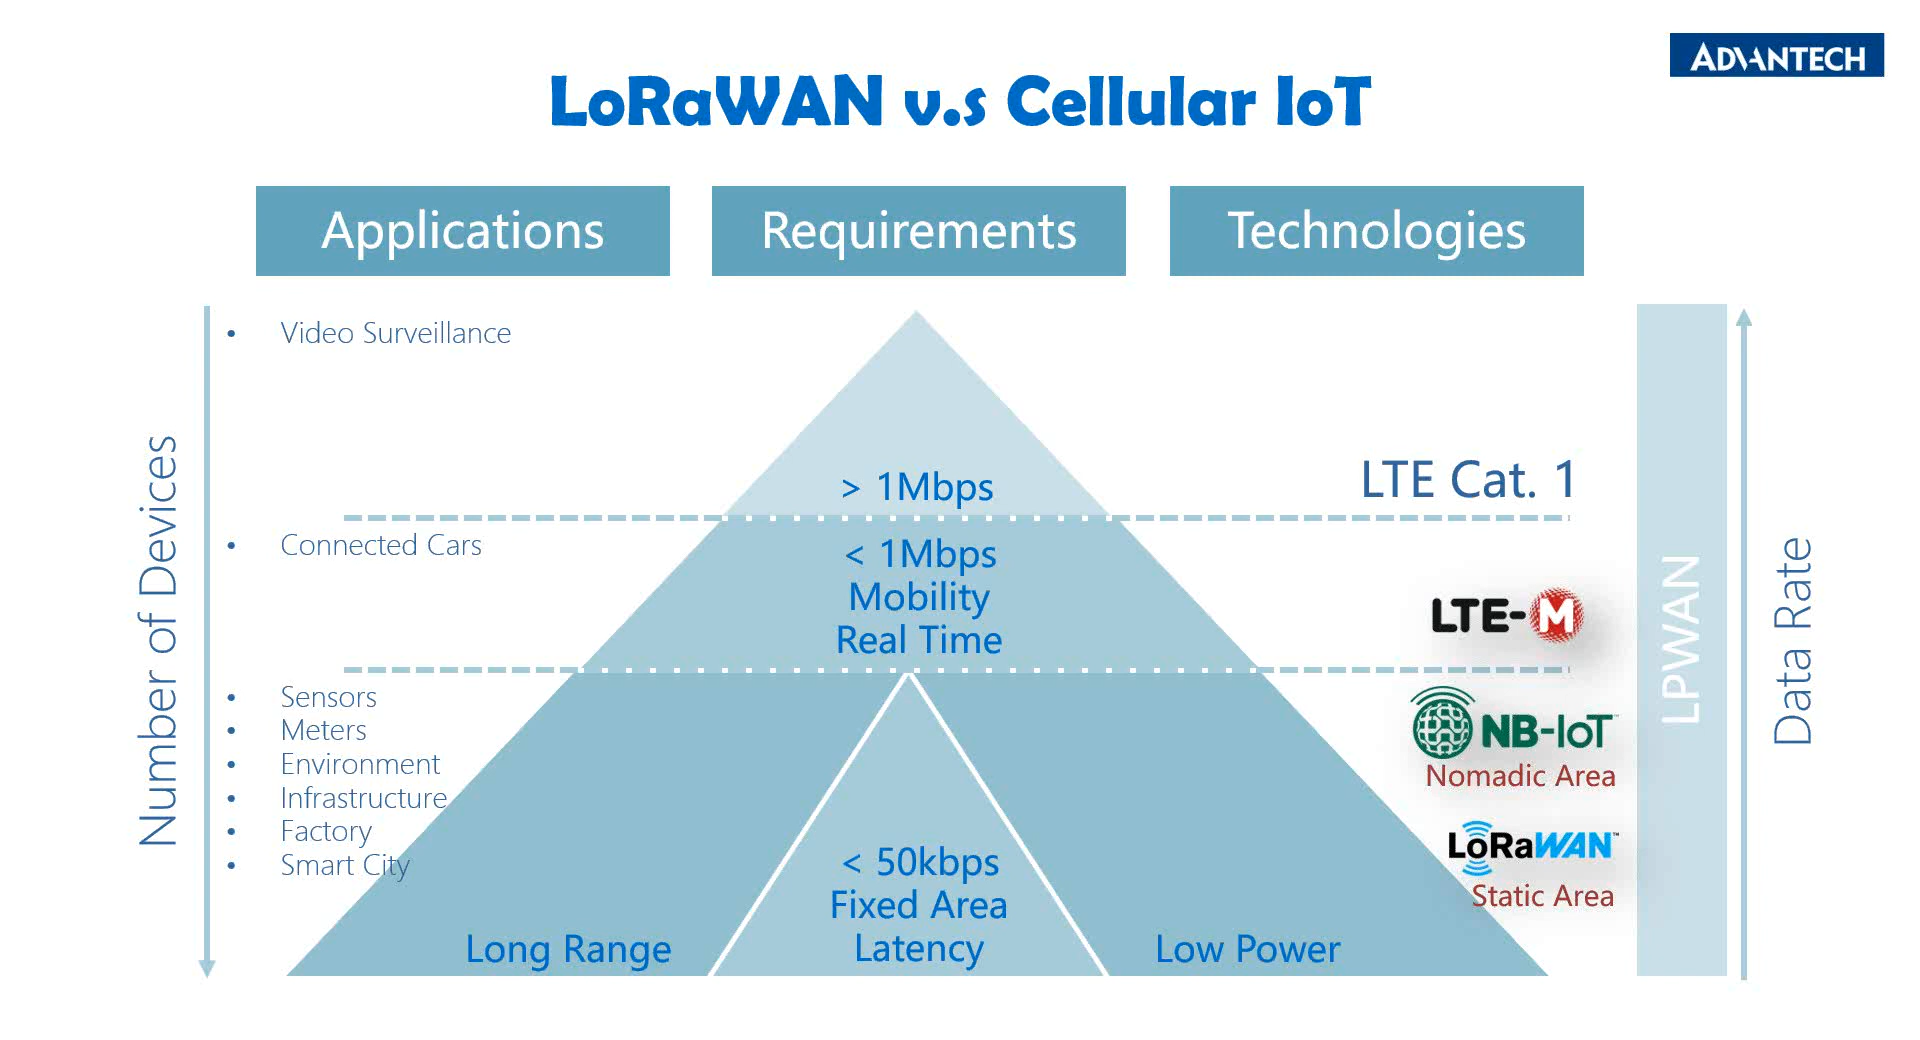 ADVANTECH
LoRaWAN v.s Cellular IoT
Applications
Requirements
Technologies
Number of Devices
• Video Surveillance
• Connected Cars
• Sensors
• Meters
• Environment
• Infrastructure
• Factory
• Smart City
> 1Mbps
< 1Mbps
Mobility
Real Time
< 50kbps
Fixed Area
Latency
Long Range
Low Power
LTE Cat. 1
LTE-M
NB-IoT
Nomadic Area
LoRaWAN™
Static Area
LPWAN
Data Rate